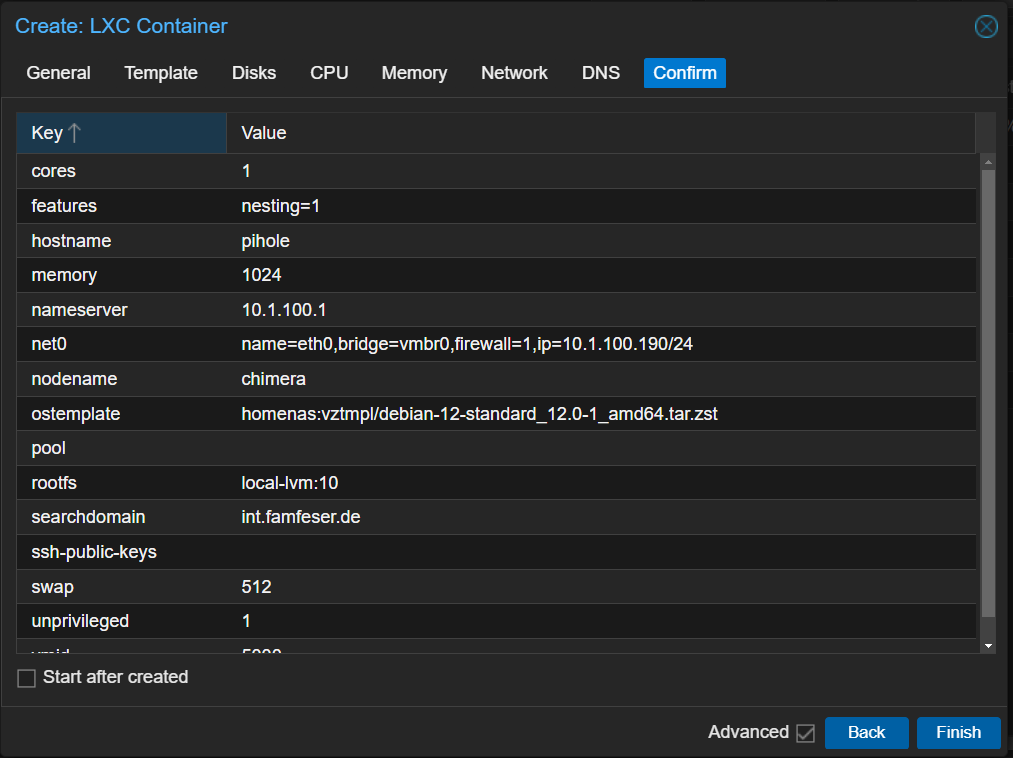 Create: LXC Container
General Template Disks CPU Memory Network DNS Confirm
Key Value
cores 1
features nesting=1
hostname pihole
memory 1024
nameserver 10.1.100.1
net0 name=eth0,bridge=vmbr0,firewall=1,ip=10.1.100.190/24
nodename chimera
ostemplate homenas:vztmpl/debian-12-standard_12.0-1_amd64.tar.zst
pool
rootfs local-lvm:10
searchdomain int.famfeser.de
ssh-public-keys
swap 512
unprivileged 1
vmid
Start after created
Advanced Back Finish